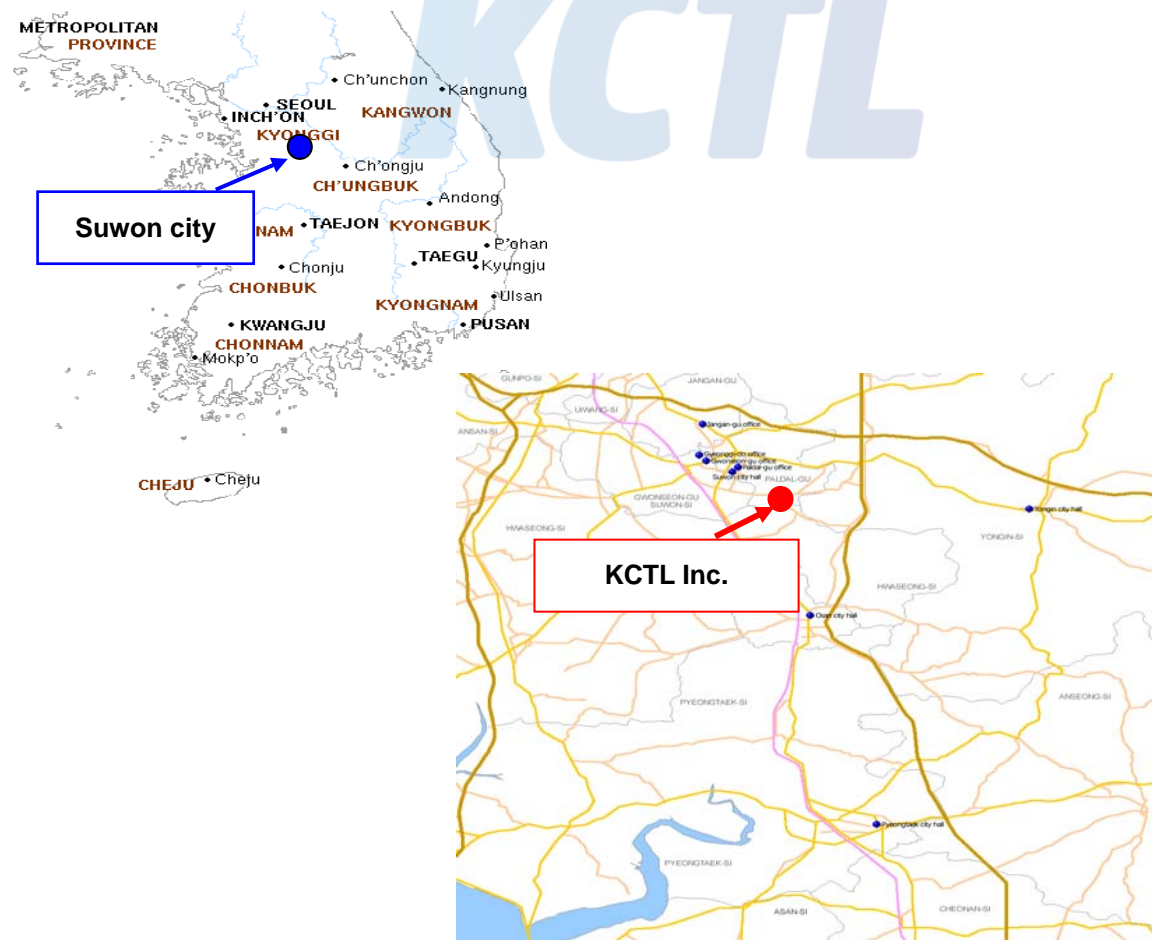 KCTL
METROPOLITAN
PROVINCE
Ch'unchon
Kangnung
SEOUL
INCH'ON
KANGWON
KYONGGI
Ch'ongju
CH'UNGBUK
Suwon city
Andong
NAM
TAEJON
KYONGBUK
P'ohan
TAEGU
Kyungju
Chonju
CHONBUK
Ulsan
KYONGNAM
KWANGJU
PUSAN
CHONNAM
Mokp'o
CHEJU
Cheju
GUNPO-SI
JANGAN-GU
UIWANG-SI
ANSAN-SI
Jangan-gu office
Gyeonggi-do office
Gwonseon-gu office
Paldal-gu office
Suwon city hall
PALDAL-GU
GWONSEON-GU
SUWON-SI
Yongin city hall
HWASEONG-SI
YONGIN-SI
KCTL Inc.
HWASEONG-SI
Osan city hall
ANSEONG-SI
PYEONGTAEK-SI
Pyeongtaek city hall
PYEONGTAEK-SI
ASAN-SI
CHEONAN-SI